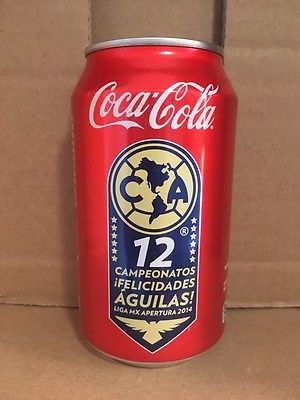 Coca-Cola
CA
®
12
CAMPEONATOS
¡FELICIDADES
ÁGUILAS!
LIGA MX APERTURA 2014